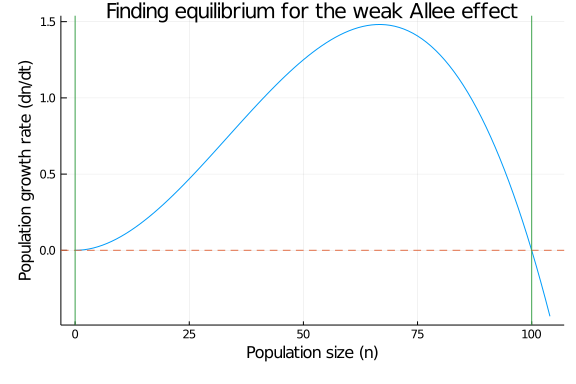 Finding equilibrium for the weak Allee effect
Population growth rate (dn/dt)
1.5
1.0
0.5
0.0
0 25 50 75 100
Population size (n)